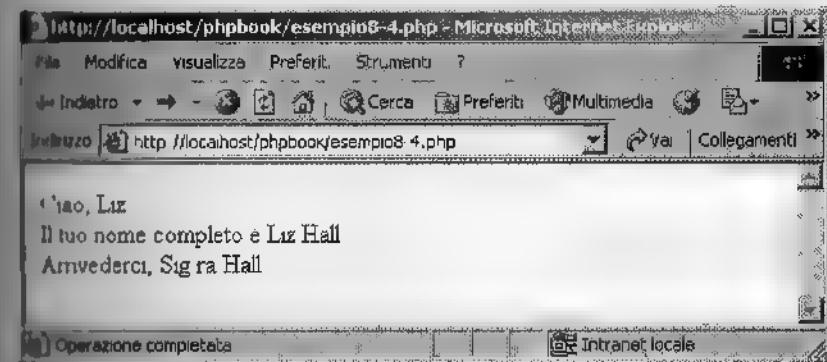 http://localhost/phpbook/esempio8-4.php - Microsoft Internet Explorer
File Modifica Visualizza Preferiti Strumenti ?
Indietro Cerca Preferiti Multimedia
Indirizzo http://localhost/phpbook/esempio8-4.php Vai Collegamenti
Ciao, Liz
Il tuo nome completo è Liz Hall
Arrivederci, Sig.ra Hall
Operazione completata Intranet locale